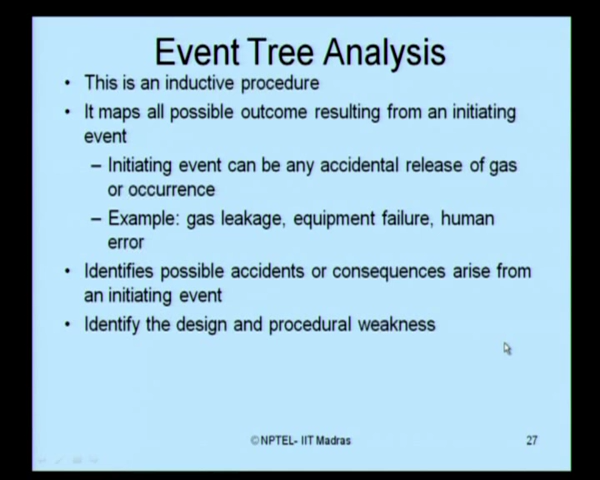 Event Tree Analysis
• This is an inductive procedure
• It maps all possible outcome resulting from an initiating
event
– Initiating event can be any accidental release of gas
or occurrence
– Example: gas leakage, equipment failure, human
error
• Identifies possible accidents or consequences arise from
an initiating event
• Identify the design and procedural weakness
©NPTEL- IIT Madras
27